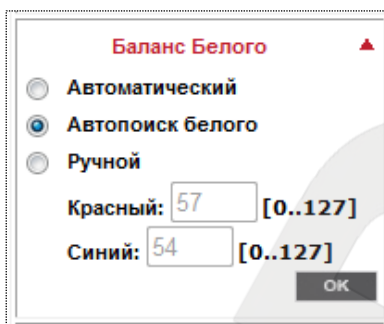 Баланс Белого
Автоматический
Автопоиск белого
Ручной
Красный: 57 [0..127]
Синий: 54 [0..127]
OK